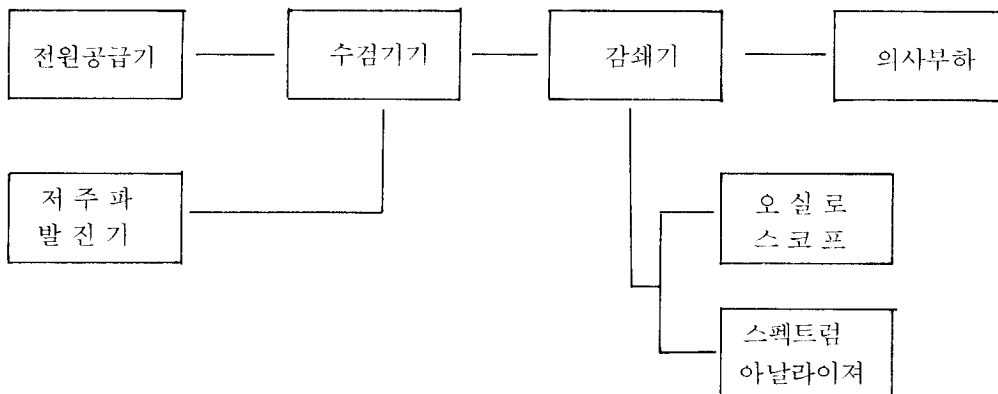 전원공급기
수검기기
감쇄기
의사부하
저 주 파
발 진 기
오 실 로
스 코 프
스펙트럼
아날라이져